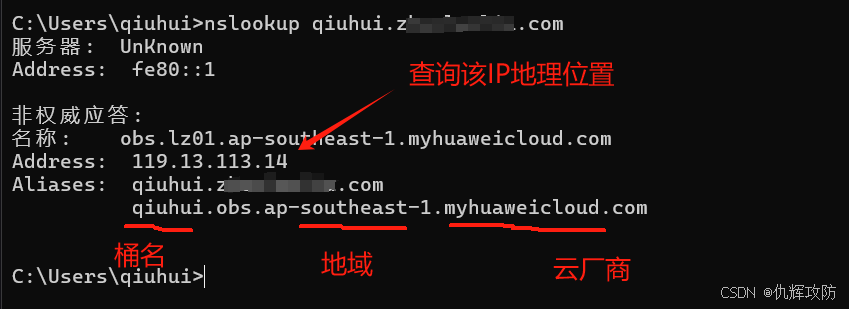 C:\Users\qiuhui>nslookup qiuhui.z .com
服务器: UnKnown
Address: fe80::1
查询该IP地理位置
非权威应答:
名称: obs.lz01.ap-southeast-1.myhuaweicloud.com
Address: 119.13.113.14
Aliases: qiuhui.z .com
qiuhui.obs.ap-southeast-1.myhuaweicloud.com
桶名 地域 云厂商
C:\Users\qiuhui>
CSDN @仇辉攻防